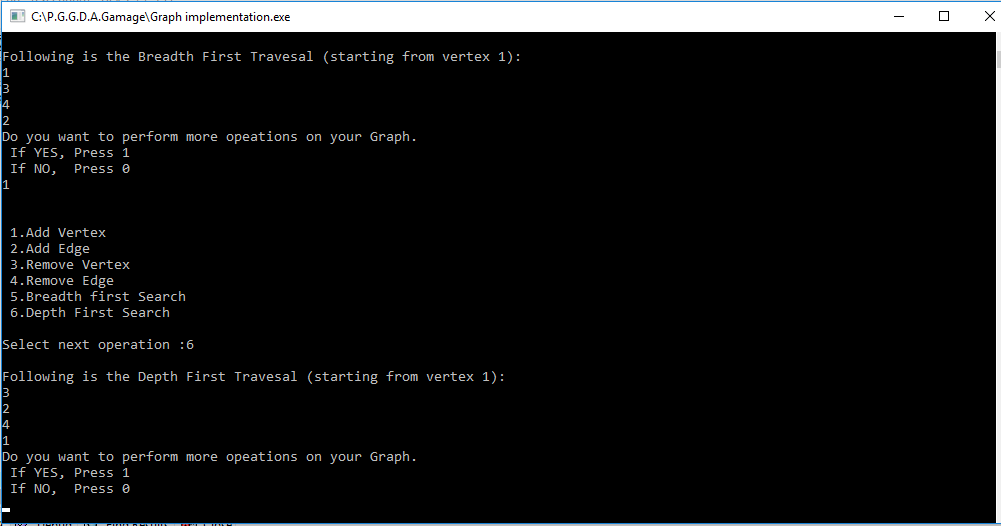 C:\P.G.G.D.A.Gamage\Graph implementation.exe
Following is the Breadth First Travesal (starting from vertex 1):
1
3
4
2
Do you want to perform more opeations on your Graph.
If YES, Press 1
If NO,  Press 0
1
1.Add Vertex
2.Add Edge
3.Remove Vertex
4.Remove Edge
5.Breadth first Search
6.Depth First Search
Select next operation :6
Following is the Depth First Travesal (starting from vertex 1):
3
2
4
1
Do you want to perform more opeations on your Graph.
If YES, Press 1
If NO,  Press 0